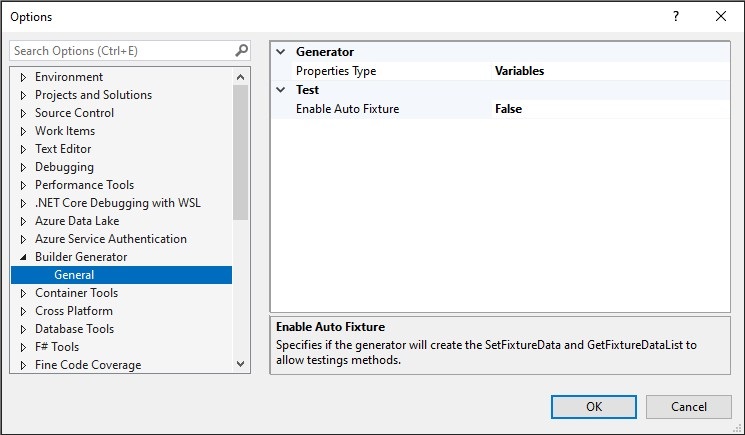 Options
?
Search Options (Ctrl+E)
Environment
Projects and Solutions
Source Control
Work Items
Text Editor
Debugging
Performance Tools
.NET Core Debugging with WSL
Azure Data Lake
Azure Service Authentication
Builder Generator
General
Container Tools
Cross Platform
Database Tools
F# Tools
Fine Code Coverage
Generator
Properties Type Variables
Test
Enable Auto Fixture False
Enable Auto Fixture
Specifies if the generator will create the SetFixtureData and GetFixtureDataList to
allow testings methods.
OK Cancel